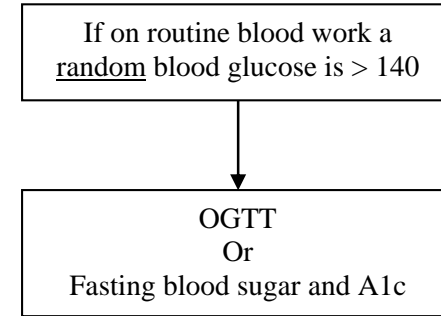 If on routine blood work a
random blood glucose is > 140
OGTT
Or
Fasting blood sugar and A1c